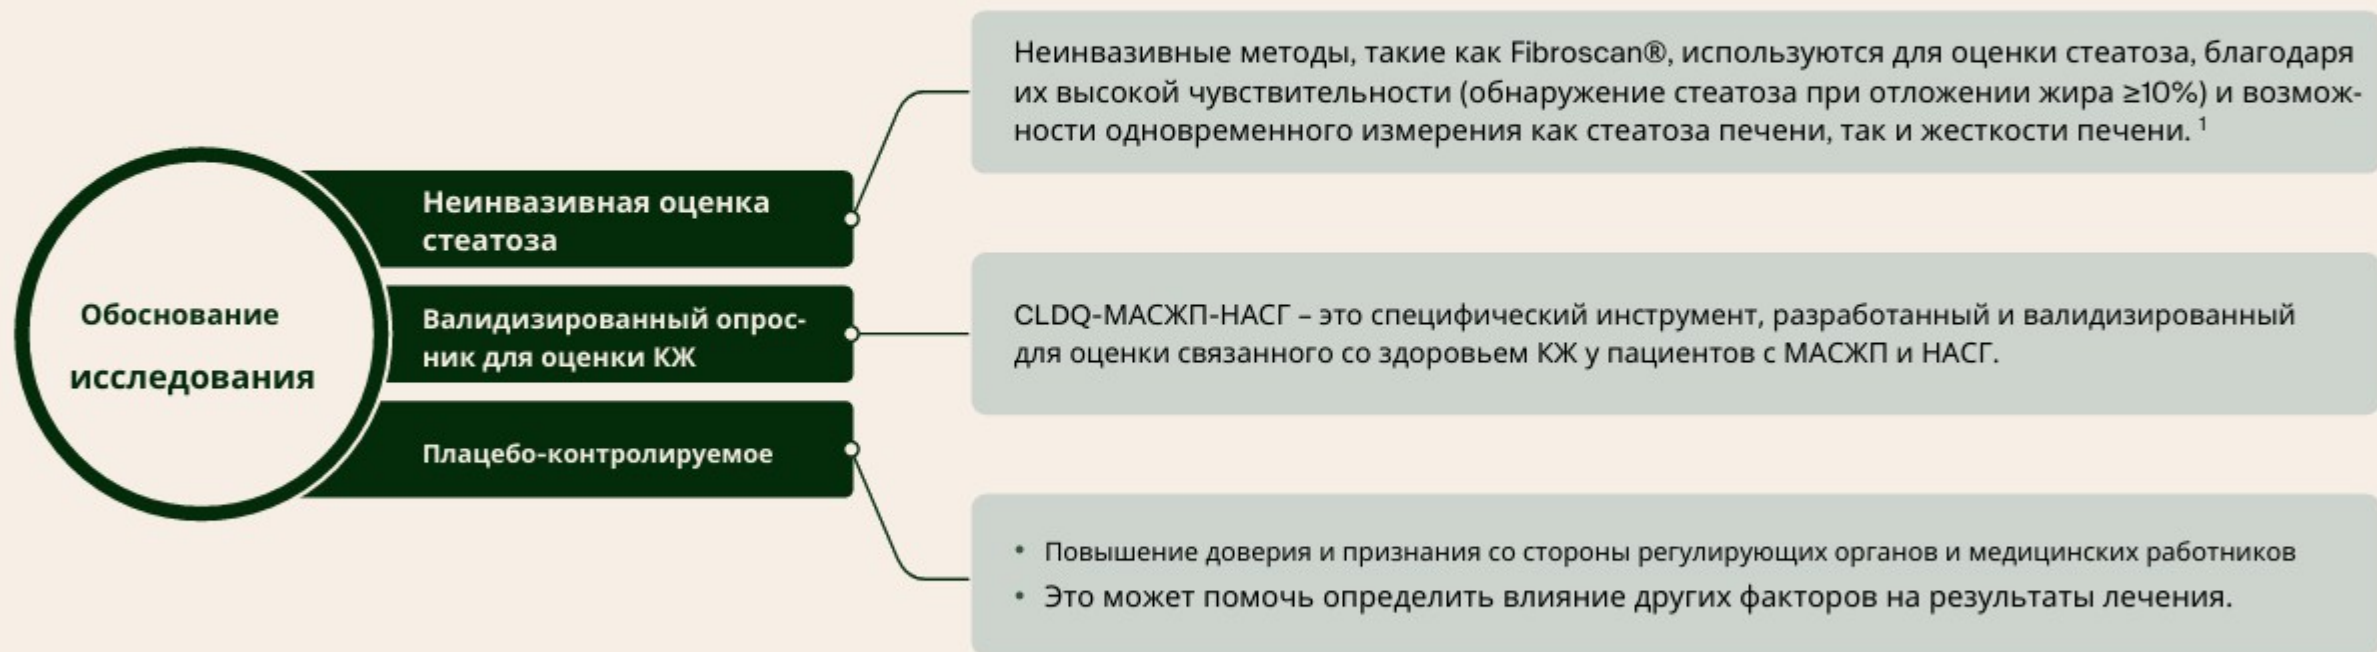 Обоснование
исследования
Неинвазивная оценка
стеатоза
Неинвазивные методы, такие как Fibroscan®, используются для оценки стеатоза, благодаря
их высокой чувствительности (обнаружение стеатоза при отложении жира ≥10%) и возмож-
ности одновременного измерения как стеатоза печени, так и жесткости печени. ¹
Валидизированный опрос-
ник для оценки КЖ
CLDQ-МАСЖП-НАСГ – это специфический инструмент, разработанный и валидизированный
для оценки связанного со здоровьем КЖ у пациентов с МАСЖП и НАСГ.
Плацебо-контролируемое
• Повышение доверия и признания со стороны регулирующих органов и медицинских работников
• Это может помочь определить влияние других факторов на результаты лечения.